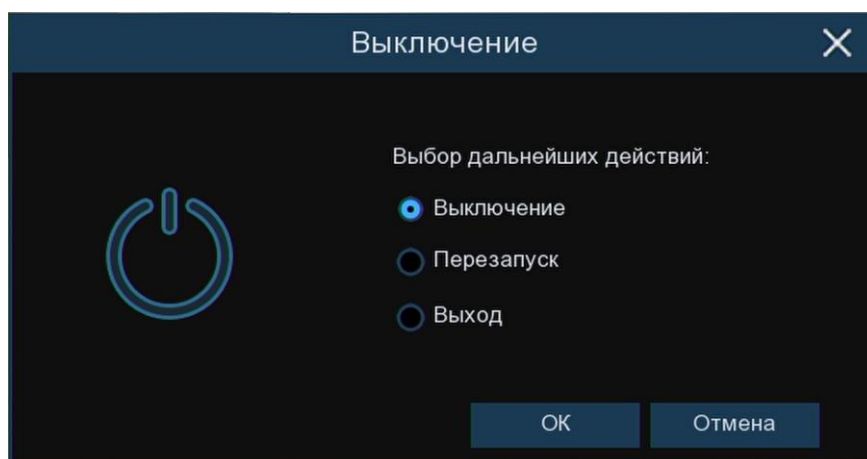 Выключение
Выбор дальнейших действий:
Выключение
Перезапуск
Выход
ОК
Отмена